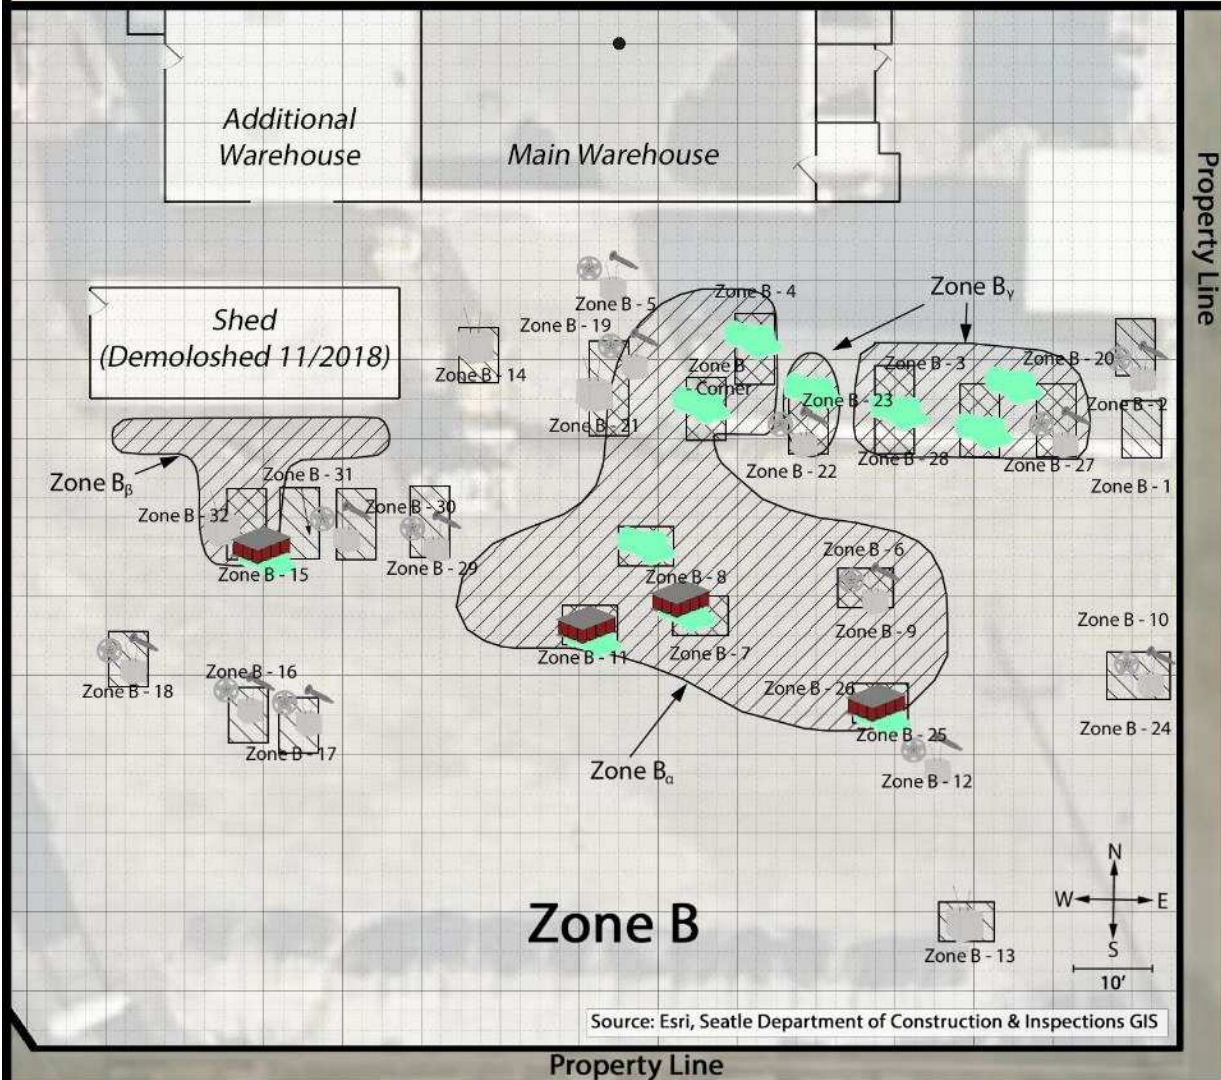 Additional
Warehouse
Main Warehouse
Property Line
Zone B - 5
Zone B - 4
Zone Bγ
Shed
(Demoloshed 11/2018)
Zone B - 19
Zone B - 14
Zone B
Corner
Zone B - 3
Zone B - 20
Zone B - 23
Zone B - 2
Zone B - 21
Zone B - 22
Zone B - 28
Zone B - 27
Zone B - 1
Zone Bβ
Zone B - 31
Zone B - 32
Zone B - 30
Zone B - 15
Zone B - 29
Zone B - 8
Zone B - 6
Zone B - 9
Zone B - 10
Zone B - 11
Zone B - 7
Zone B - 16
Zone B - 18
Zone B - 17
Zone B - 26
Zone B - 25
Zone B - 24
Zone Bα
Zone B - 12
Zone B
N
W E
S
10'
Zone B - 13
Source: Esri, Seatle Department of Construction & Inspections GIS
Property Line